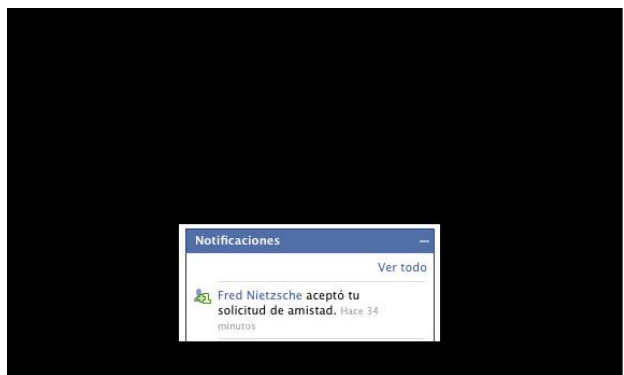 Notificaciones
Ver todo
Fred Nietzsche aceptó tu
solicitud de amistad. Hace 34
minutos